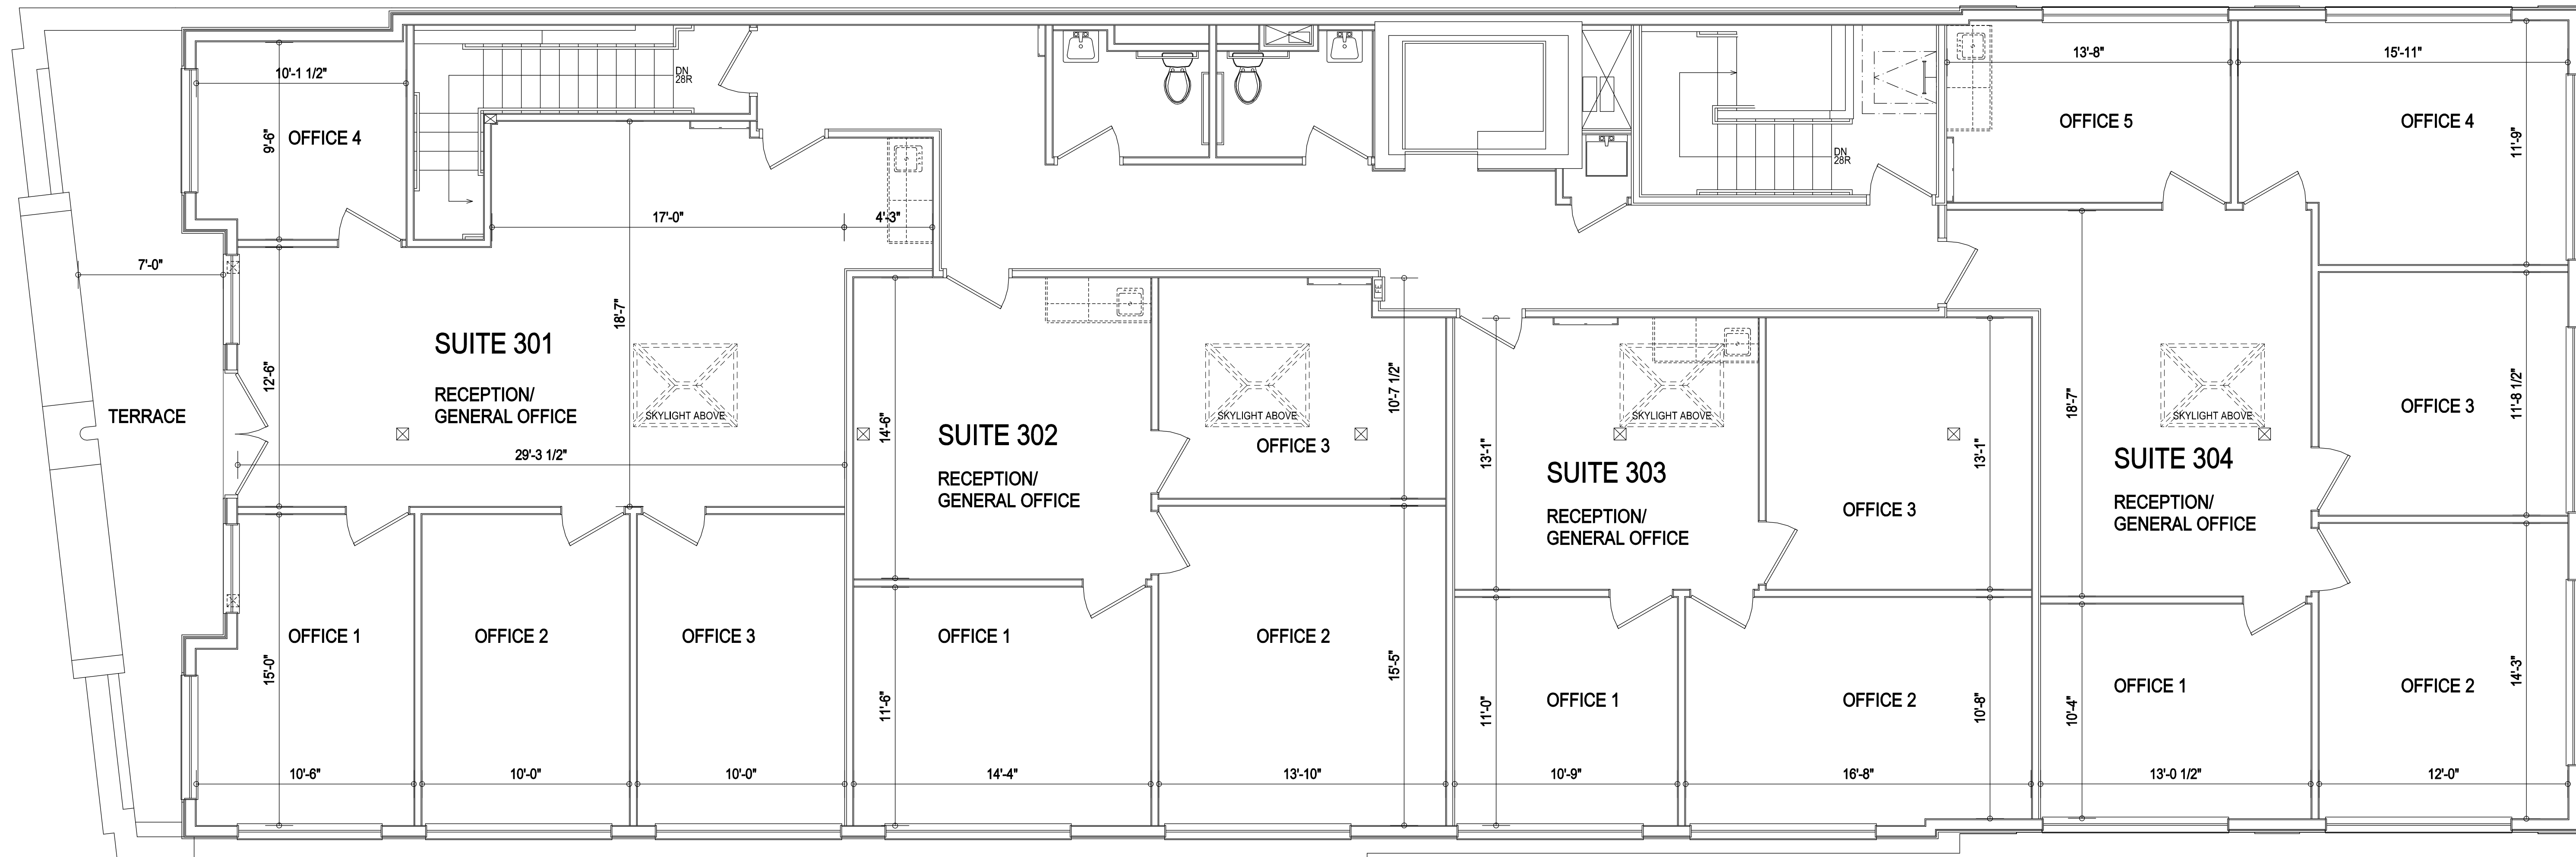 10'-1 1/2"
9'-6"
OFFICE 4
DN
28R
17'-0"
4'-3"
7'-0"
12'-6"
18'-7"
SUITE 301
RECEPTION/
GENERAL OFFICE
SKYLIGHT ABOVE
TERRACE
29'-3 1/2"
15'-0"
OFFICE 1
OFFICE 2
OFFICE 3
10'-6"
10'-0"
10'-0"
14'-6"
SUITE 302
RECEPTION/
GENERAL OFFICE
SKYLIGHT ABOVE
OFFICE 3
10'-7 1/2"
FE
11'-6"
OFFICE 1
OFFICE 2
15'-5"
14'-4"
13'-10"
DN
28R
13'-1"
SUITE 303
RECEPTION/
GENERAL OFFICE
SKYLIGHT ABOVE
OFFICE 3
13'-1"
11'-0"
OFFICE 1
OFFICE 2
10'-8"
10'-9"
16'-8"
13'-8"
15'-11"
OFFICE 5
OFFICE 4
11'-9"
18'-7"
SKYLIGHT ABOVE
SUITE 304
RECEPTION/
GENERAL OFFICE
OFFICE 3
11'-8 1/2"
10'-4"
OFFICE 1
OFFICE 2
14'-3"
13'-0 1/2"
12'-0"